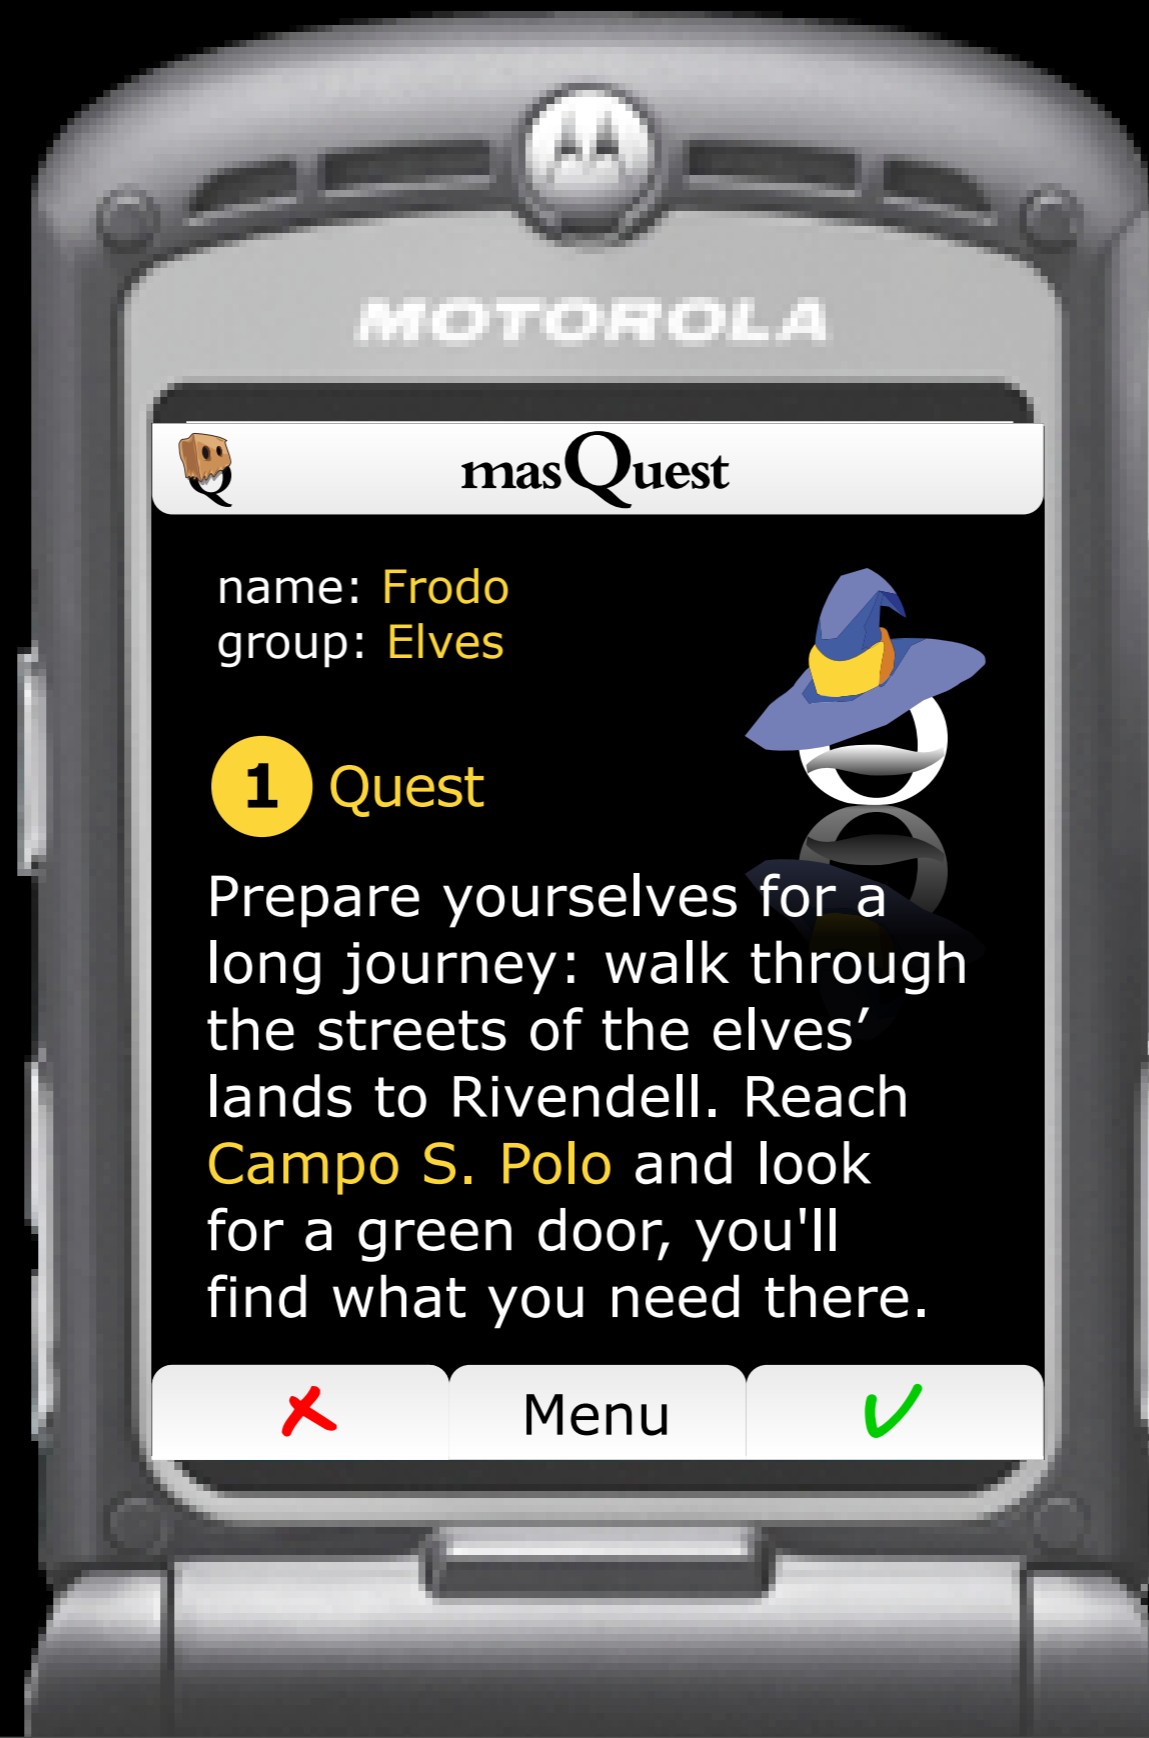 MOTOROLA
masQuest
name: Frodo
group: Elves
1 Quest
Prepare yourselves for a
long journey: walk through
the streets of the elves’
lands to Rivendell. Reach
Campo S. Polo and look
for a green door, you'll
find what you need there.
Menu